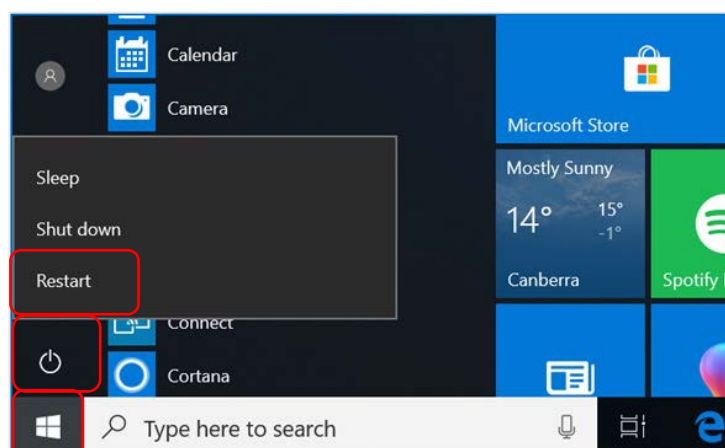 Calendar
Camera
Microsoft Store
Sleep
Shut down
Restart
Mostly Sunny
14° 15°
-1°
Canberra
Spotify
Connect
Cortana
Type here to search